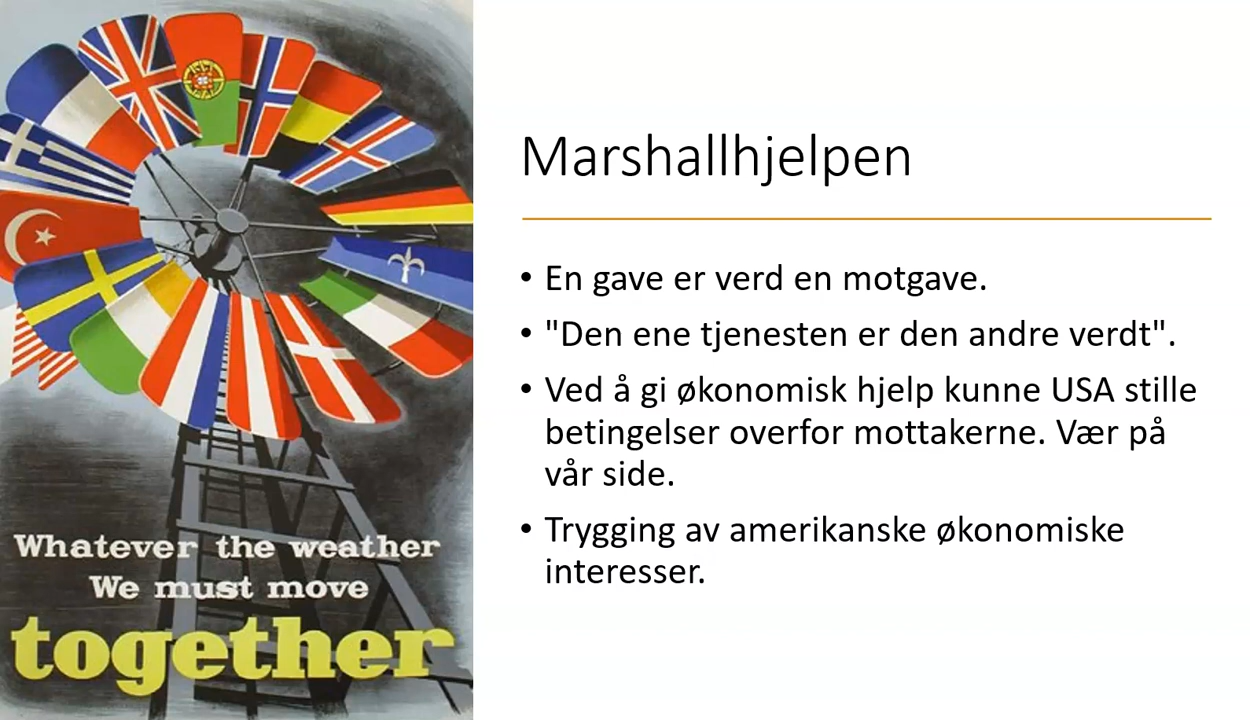 Marshallhjelpen
• En gave er verd en motgave.
• "Den ene tjenesten er den andre verdt".
• Ved å gi økonomisk hjelp kunne USA stille
betingelser overfor mottakerne. Vær på
vår side.
• Trygging av amerikanske økonomiske
interesser.
Whatever the weather
We must move
together